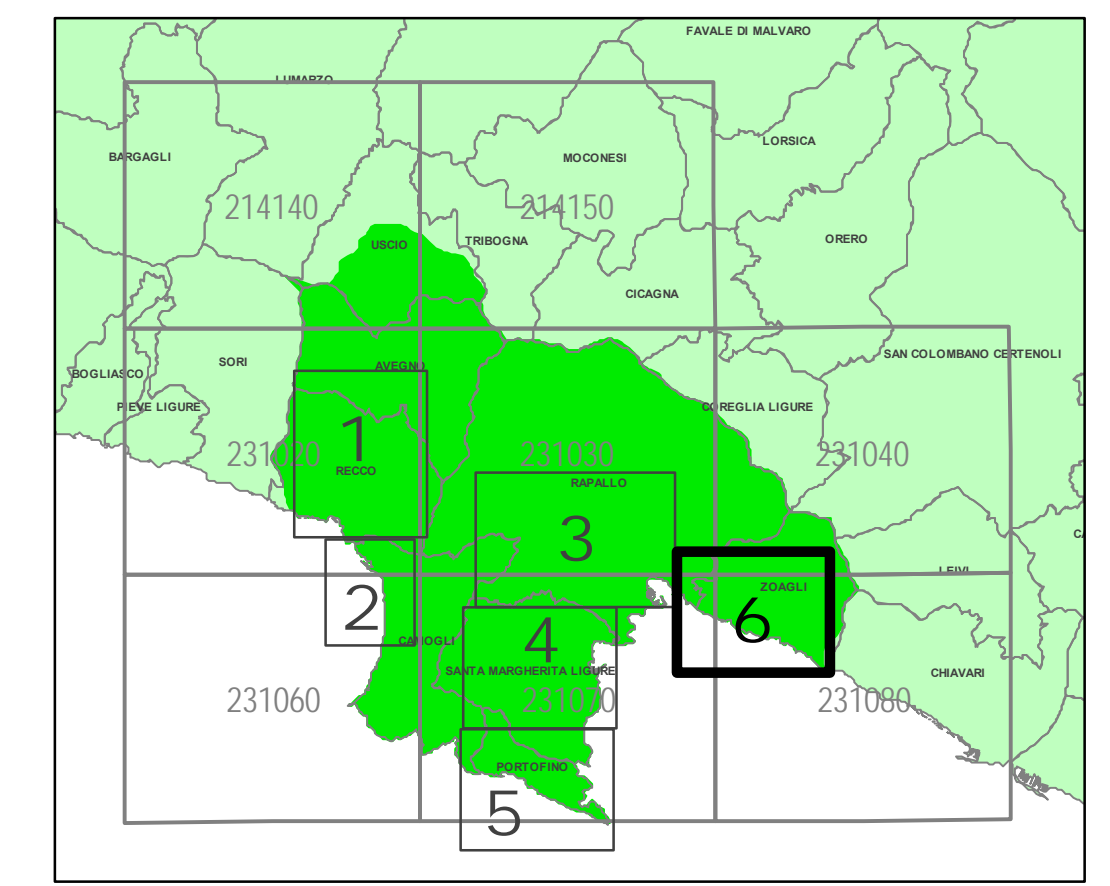 FAVALE DI MALVARO
LUMARZO
LORSICA
BARGAGLI
MOCONESI
214140
214150
USCIO
TRIBOGNA
ORERO
CICAGNA
SORI
AVEGNO
SAN COLOMBANO CERTENOLI
BOGLIASCO
PIEVE LIGURE
COREGLIA LIGURE
1
231020
231030
231040
RECCO
RAPALLO
3
CA
LEIVI
ZOAGLI
2
6
4
CAMOGLI
SANTA MARGHERITA LIGURE
CHIAVARI
231060
231070
231080
PORTOFINO
5